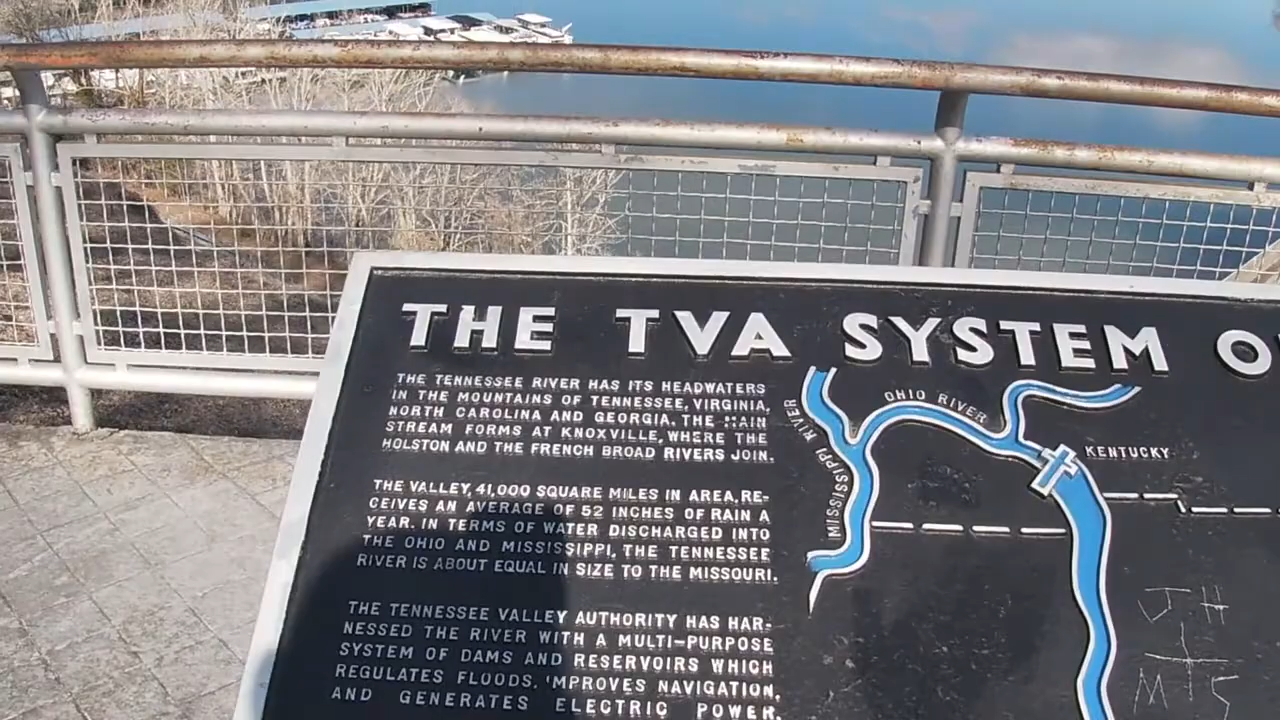 THE TVA SYSTEM O
THE TENNESSEE RIVER HAS ITS HEADWATERS
IN THE MOUNTAINS OF TENNESSEE, VIRGINIA,
NORTH CAROLINA AND GEORGIA. THE MAIN
STREAM FORMS AT KNOXVILLE, WHERE THE
HOLSTON AND THE FRENCH BROAD RIVERS JOIN.
THE VALLEY, 41,000 SQUARE MILES IN AREA, RE-
CEIVES AN AVERAGE OF 52 INCHES OF RAIN A
YEAR. IN TERMS OF WATER DISCHARGED INTO
THE OHIO AND MISSISSIPPI, THE TENNESSEE
RIVER IS ABOUT EQUAL IN SIZE TO THE MISSOURI.
THE TENNESSEE VALLEY AUTHORITY HAS HAR-
NESSED THE RIVER WITH A MULTI-PURPOSE
SYSTEM OF DAMS AND RESERVOIRS WHICH
REGULATES FLOODS, IMPROVES NAVIGATION,
AND GENERATES ELECTRIC POWER.
MISSISSIPPI RIVER
OHIO RIVER
KENTUCKY
JH
+
MTS